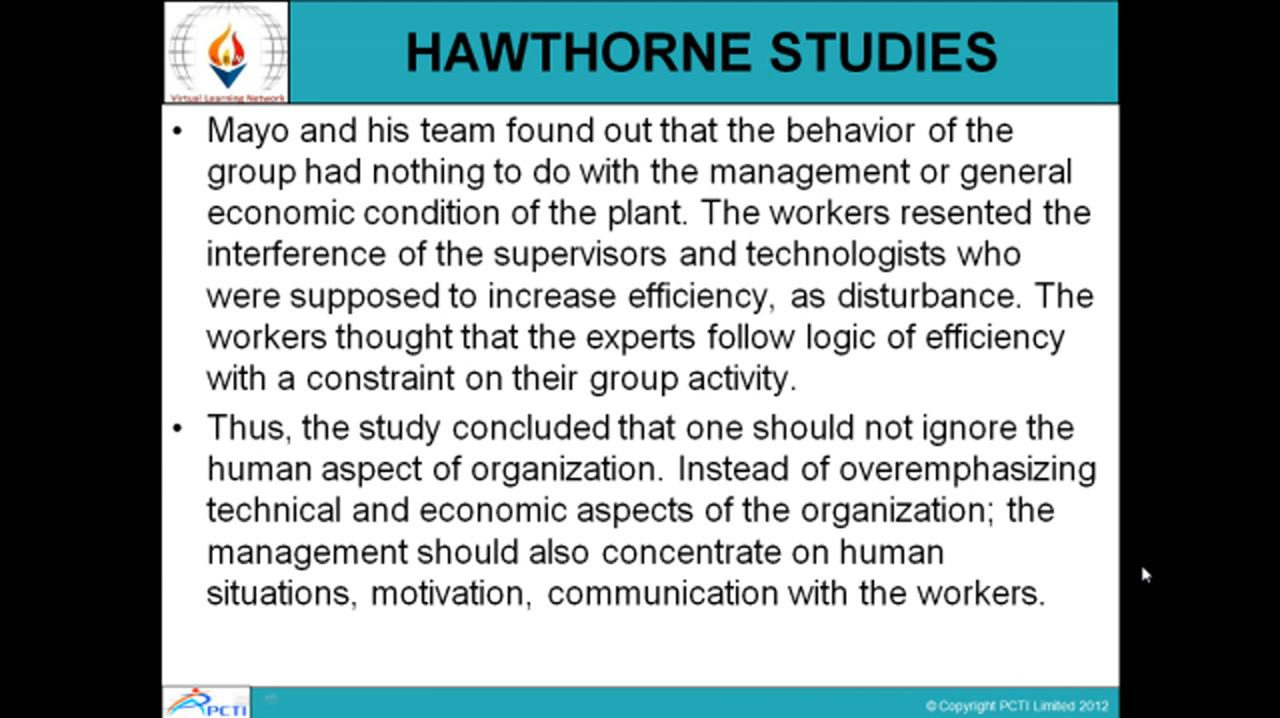 HAWTHORNE STUDIES
Virtual Learning Network
• Mayo and his team found out that the behavior of the
group had nothing to do with the management or general
economic condition of the plant. The workers resented the
interference of the supervisors and technologists who
were supposed to increase efficiency, as disturbance. The
workers thought that the experts follow logic of efficiency
with a constraint on their group activity.
• Thus, the study concluded that one should not ignore the
human aspect of organization. Instead of overemphasizing
technical and economic aspects of the organization; the
management should also concentrate on human
situations, motivation, communication with the workers.
PCTI
© Copyright PCTI Limited 2012